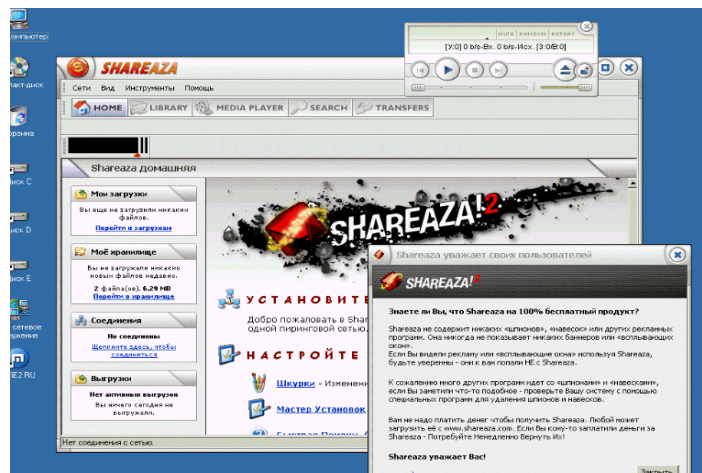 компьютер
такт-диск
орзина
иск C
иск D
иск E
сетевое
ужение
E2 RU
MUTE RANDOM REPEAT
[У:0] 0 b/s-Вх. 0 b/s-Исх. [3:0/В:0]
SHAREAZA
Сети Вид Инструменты Помощь
HOME LIBRARY MEDIA PLAYER SEARCH TRANSFERS
Shareaza домашняя
Мои загрузки
Вы еще не загрузили никаких
файлов.
Перейти к загрузкам
Моё хранилище
Вы не загружали никаких
новых файлов недавно.
2 файла(ов), 6.29 MB
Перейти в хранилище
Соединения
Не соединены
Щелкните здесь, чтобы
соединиться
Выгрузки
Нет активных выгрузок
Вы ничего сегодня не
выгружали.
Нет соединения с сетью.
SHAREAZA!2
УСТАНОВИТЕ
Добро пожаловать в Shar
одной пиринговой сетью.
НАСТРОЙТЕ
Шкурки - Изменени
Мастер Установок
Быстрая Помощь
Shareaza уважает своих пользователей
SHAREAZA!2
Знаете ли Вы, что Shareaza на 100% бесплатный продукт?
Shareaza не содержит никаких «шпионов», «навесок» или других рекламных
программ. Она никогда не показывает никаких баннеров или «всплывающих
окон».
Если Вы видели рекламу или «всплывающие окна» используя Shareaza,
будьте уверенны - они к вам попали НЕ с Shareaza.
К сожалению много других програмн идет со «шпионами» и «навесками»,
если Вы заметили что-то подобное - проверьте Вашу систему с помощью
специальных программ для удаления шпионов и навесков.
Вам не надо платить денег чтобы получить Shareaza. Любой может
загрузить её с www.shareaza.com. Если Вы кому-то заплатили деньги за
Shareaza - Потребуйте Немедленно Вернуть Их!
Shareaza уважает Вас!
Закрыть